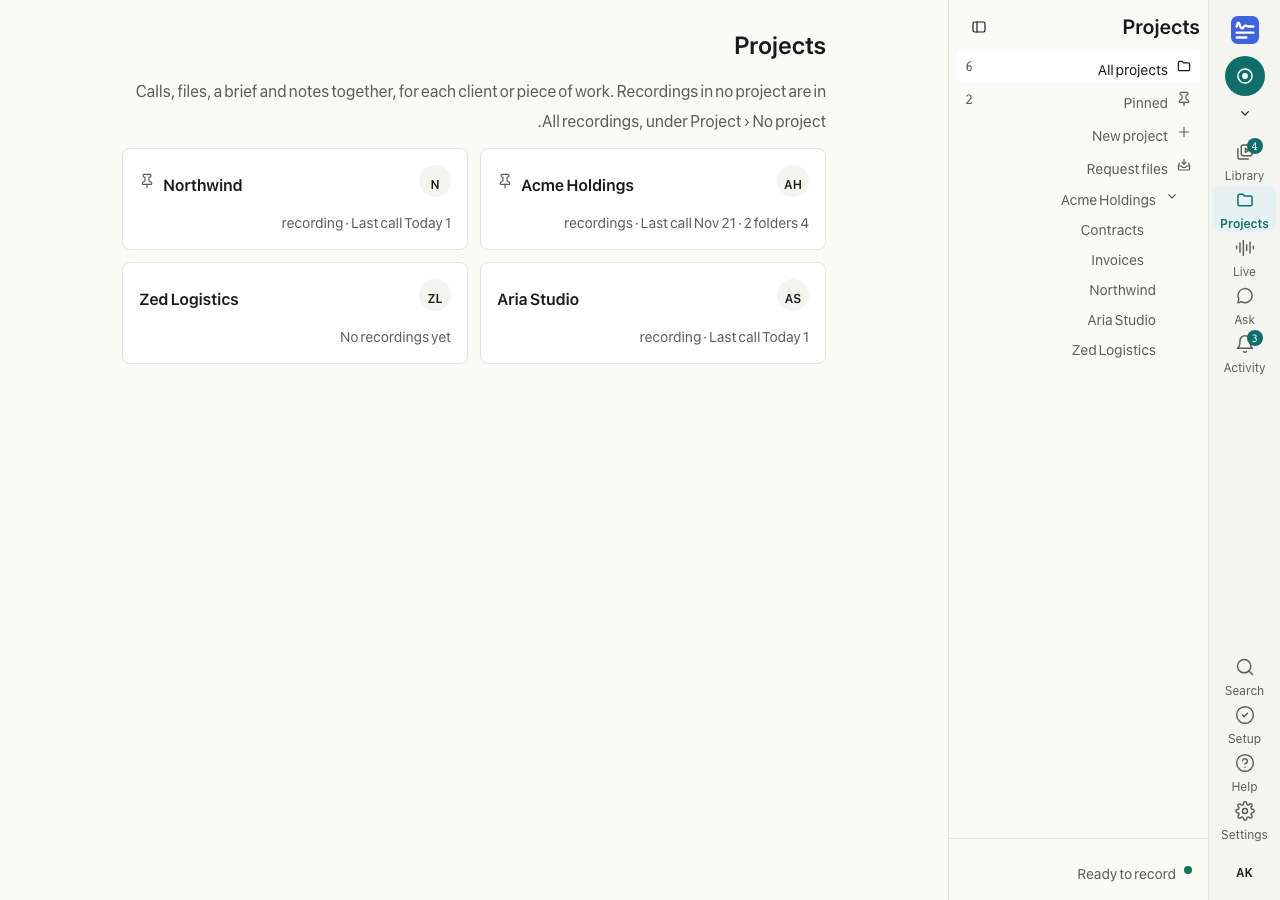 Projects
Calls, files, a brief and notes together, for each client or piece of work. Recordings in no project are in
.All recordings, under Project › No project
AH
Acme Holdings
recordings · Last call Nov 21 · 2 folders 4
N
Northwind
recording · Last call Today 1
AS
Aria Studio
recording · Last call Today 1
ZL
Zed Logistics
No recordings yet
Projects
All projects 6
Pinned 2
New project
Request files
Acme Holdings
Contracts
Invoices
Northwind
Aria Studio
Zed Logistics
Ready to record
4
Library
Projects
Live
Ask
3
Activity
Search
Setup
Help
Settings
AK